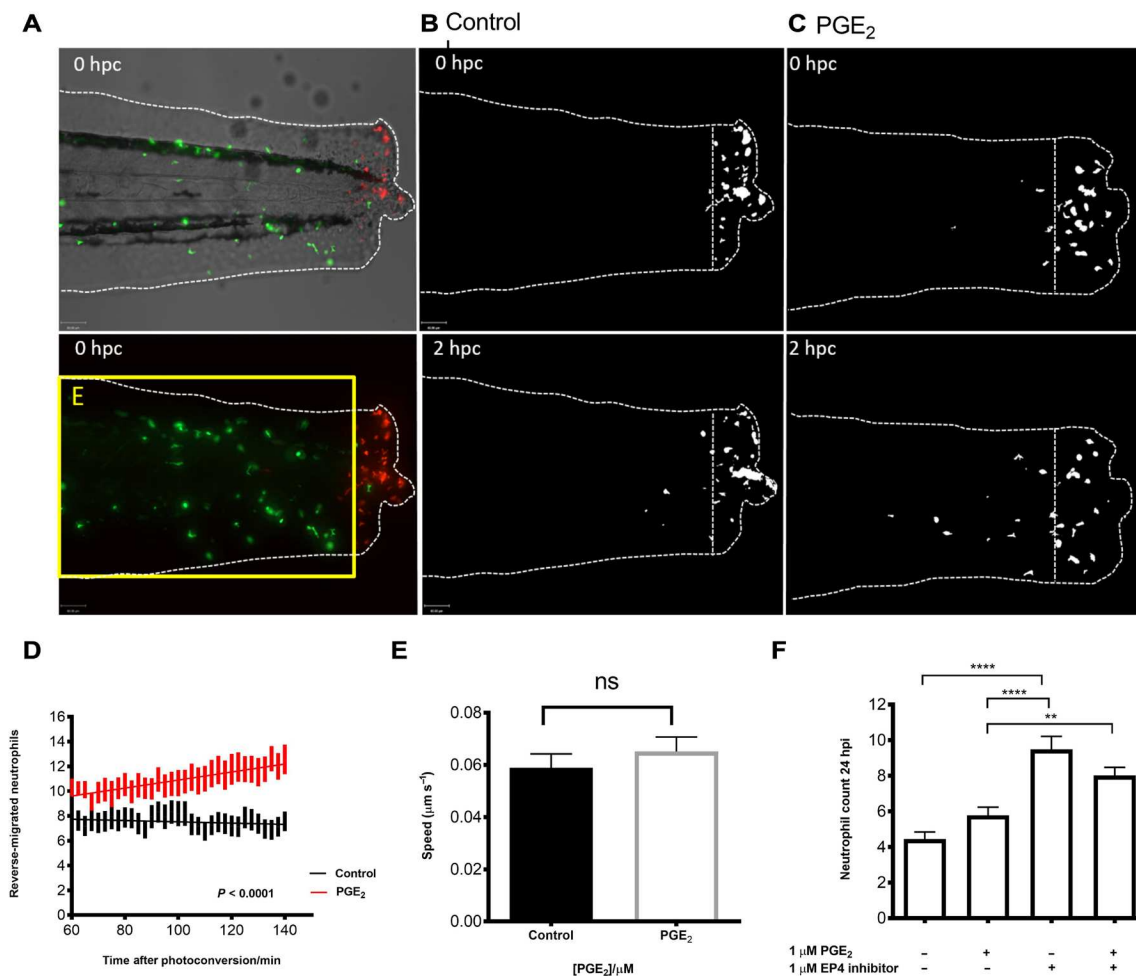 A
B Control
C PGE₂
0 hpc
0 hpc
0 hpc
0 hpc
E
2 hpc
2 hpc
D
16
14
12
10
8
6
4
2
0
Reverse-migrated neutrophils
60 80 100 120 140
Time after photoconversion/min
Control
PGE₂
P < 0.0001
E
ns
0.08
0.06
0.04
0.02
0.00
Speed (μm s⁻¹)
Control PGE₂
[PGE₂]/μM
F
****
****
**
12
10
8
6
4
2
0
Neutrophil count 24 hpi
1 μM PGE₂ – + – +
1 μM EP4 inhibitor – – + +